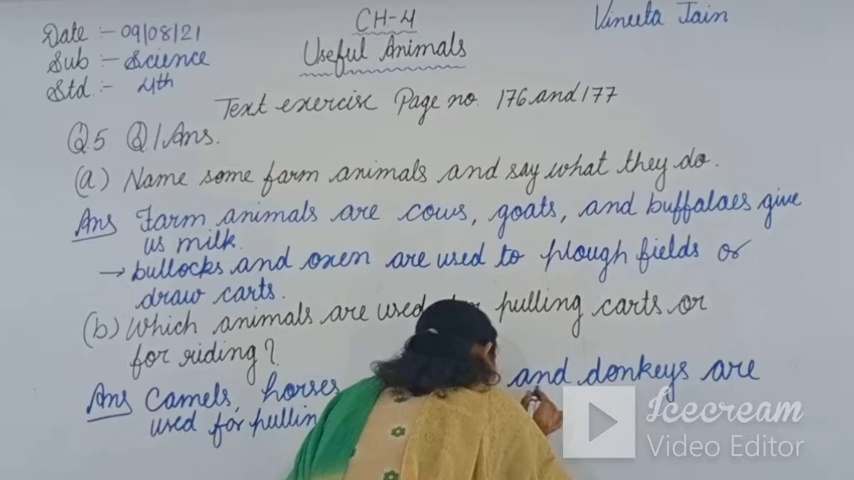 Date :- 09/08/21
CH-4
Vineeta Jain
Sub :- Science
Useful Animals
Std :- 4th
Text exercise Page no. 176 and 177
Q5 Q1 Ans.
(a) Name some farm animals and say what they do.
Ans Farm animals are cows, goats, and buffalaes give
us milk.
→ bullocks and oxen are used to plough fields or
draw carts.
(b) Which animals are used pulling carts or
for riding?
Ans Camels, horses and donkeys are
used for
Icecream
Video Editor